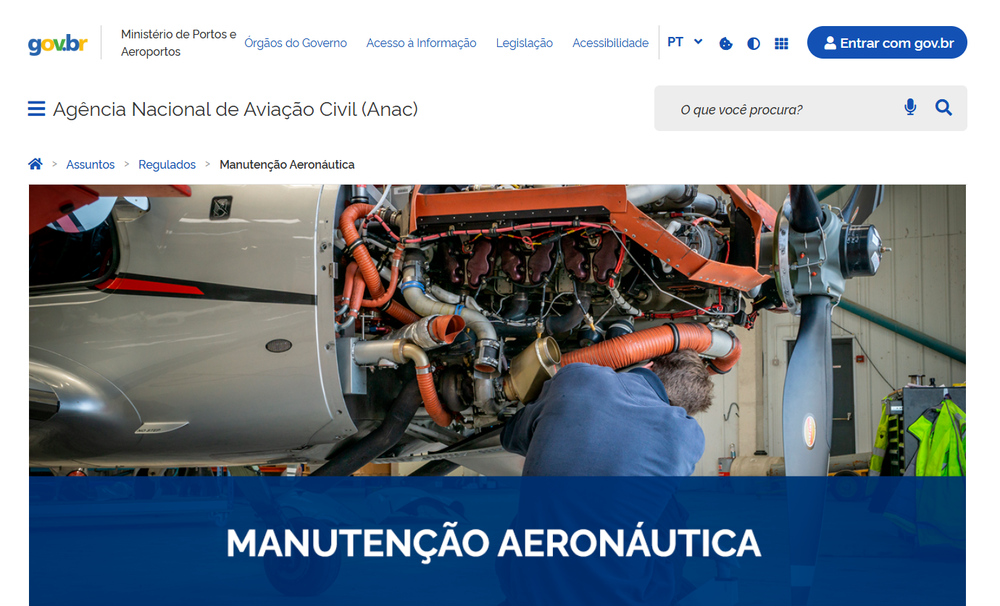 gov.br
Ministério de Portos e
Aeroportos
Órgãos do Governo
Acesso à Informação
Legislação
Acessibilidade
PT
Entrar com gov.br
Agência Nacional de Aviação Civil (Anac)
O que você procura?
> Assuntos > Regulados > Manutenção Aeronáutica
NO STEP
MANUTENÇÃO AERONÁUTICA